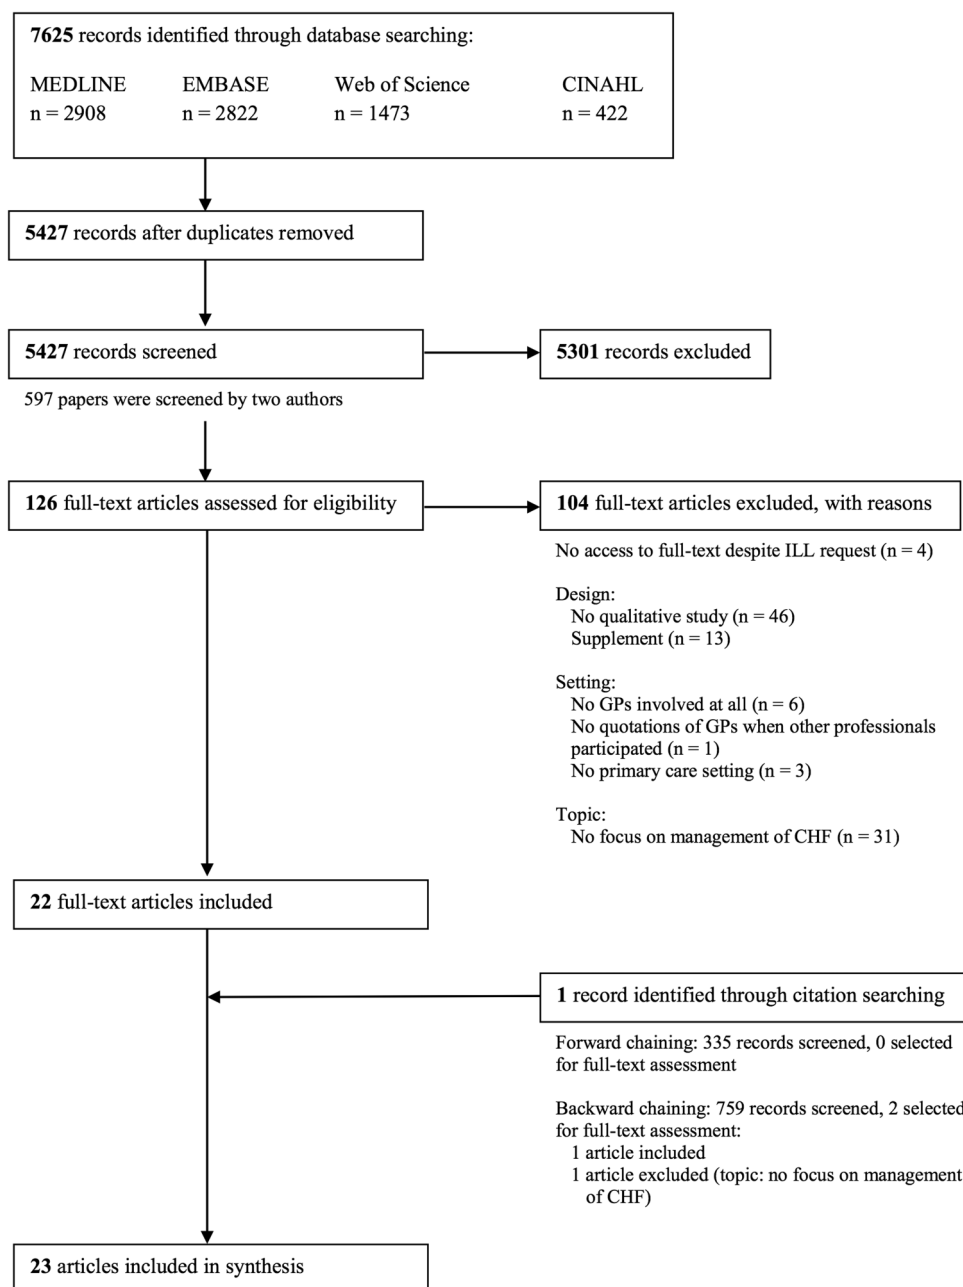 7625 records identified through database searching:
MEDLINE EMBASE Web of Science CINAHL
n = 2908 n = 2822 n = 1473 n = 422
5427 records after duplicates removed
5427 records screened
5301 records excluded
597 papers were screened by two authors
126 full-text articles assessed for eligibility
104 full-text articles excluded, with reasons
No access to full-text despite ILL request (n = 4)
Design:
No qualitative study (n = 46)
Supplement (n = 13)
Setting:
No GPs involved at all (n = 6)
No quotations of GPs when other professionals
participated (n = 1)
No primary care setting (n = 3)
Topic:
No focus on management of CHF (n = 31)
22 full-text articles included
1 record identified through citation searching
Forward chaining: 335 records screened, 0 selected
for full-text assessment
Backward chaining: 759 records screened, 2 selected
for full-text assessment:
1 article included
1 article excluded (topic: no focus on management
of CHF)
23 articles included in synthesis